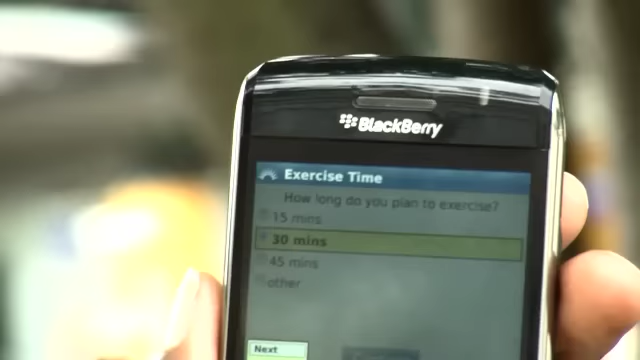 BlackBerry
Exercise Time
How long do you plan to exercise?
15 mins
30 mins
45 mins
other
Next